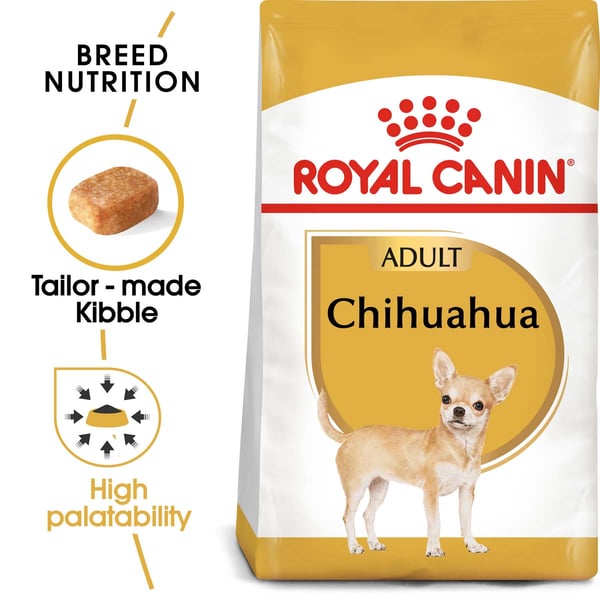 BREED
NUTRITION
Tailor - made
Kibble
High
palatability
ROYAL CANIN®
ADULT
Chihuahua